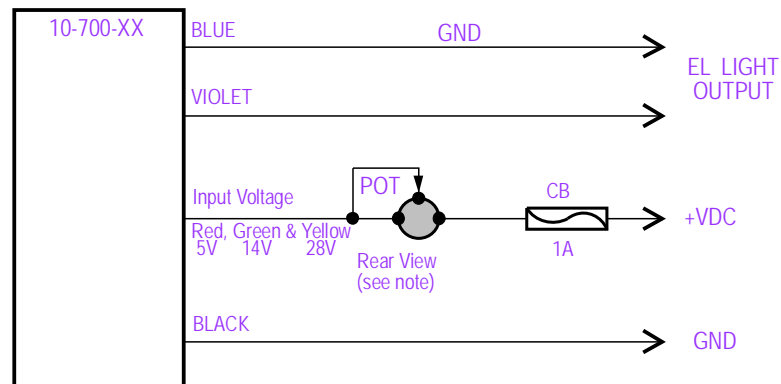 10-700-XX
BLUE
GND
EL LIGHT
OUTPUT
VIOLET
POT
CB
Input Voltage
+VDC
Red, Green & Yellow
5V 14V 28V
1A
Rear View
(see note)
BLACK
GND